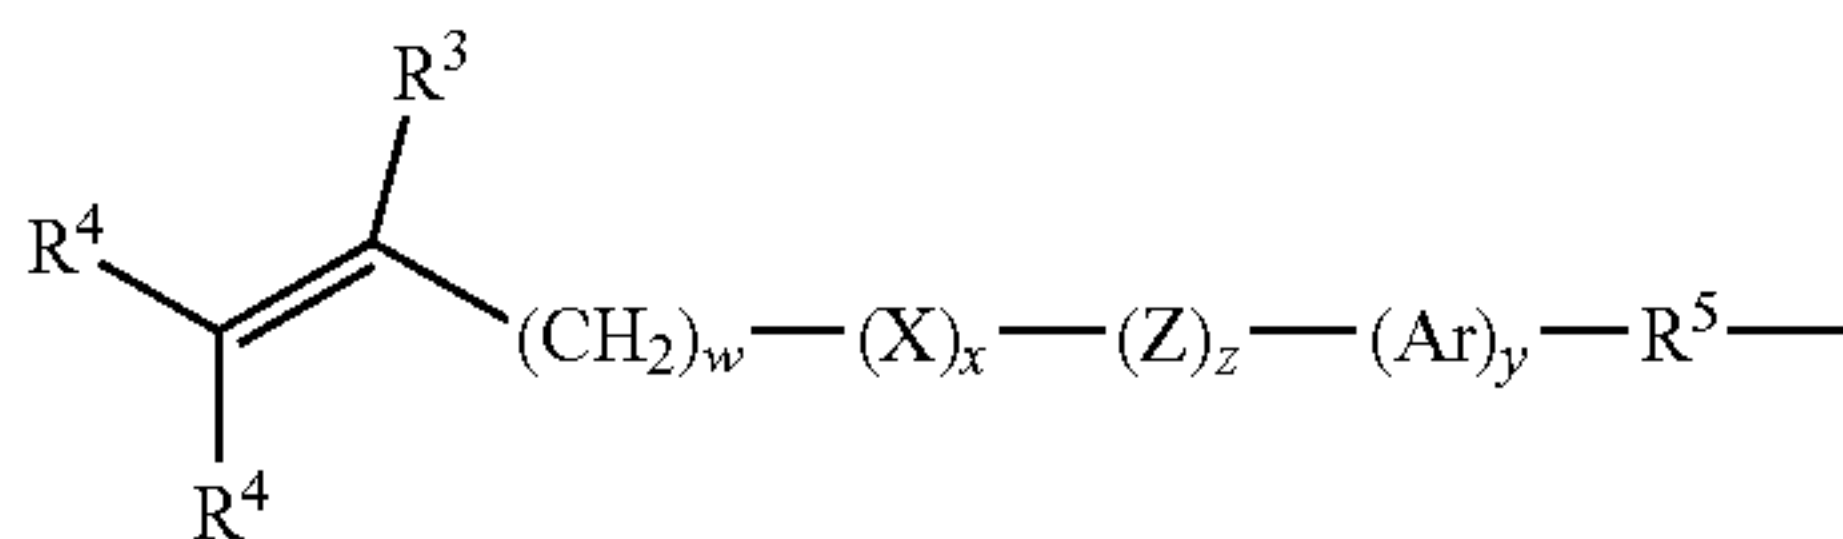 R³
R⁴
(CH₂)w—(X)x—(Z)z—(Ar)y—R⁵—
R⁴